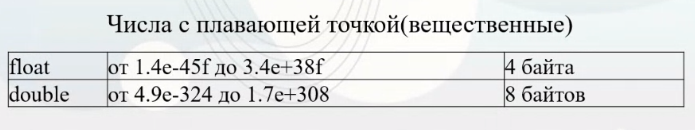 Числа с плавающей точкой(вещественные)
float от 1.4e-45f до 3.4e+38f 4 байта
double от 4.9e-324 до 1.7e+308 8 байтов